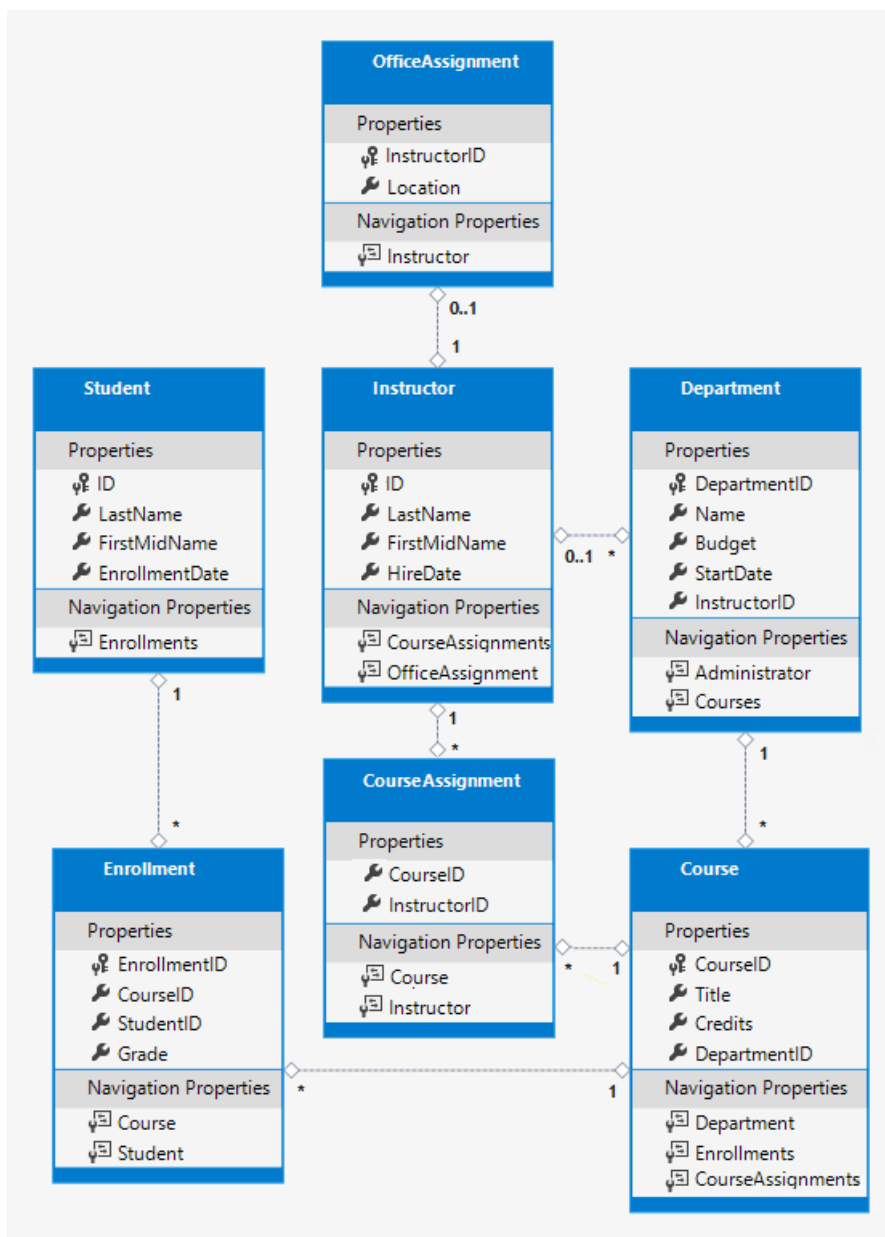 OfficeAssignment
Properties
InstructorID
Location
Navigation Properties
Instructor
0..1
1
Student
Properties
ID
LastName
FirstMidName
EnrollmentDate
Navigation Properties
Enrollments
Instructor
Properties
ID
LastName
FirstMidName
HireDate
Navigation Properties
CourseAssignments
OfficeAssignment
0..1 *
Department
Properties
DepartmentID
Name
Budget
StartDate
InstructorID
Navigation Properties
Administrator
Courses
1
*
1
*
1
*
Enrollment
Properties
EnrollmentID
CourseID
StudentID
Grade
Navigation Properties
Course
Student
CourseAssignment
Properties
CourseID
InstructorID
Navigation Properties
Course
Instructor
* 1
* 1
Course
Properties
CourseID
Title
Credits
DepartmentID
Navigation Properties
Department
Enrollments
CourseAssignments